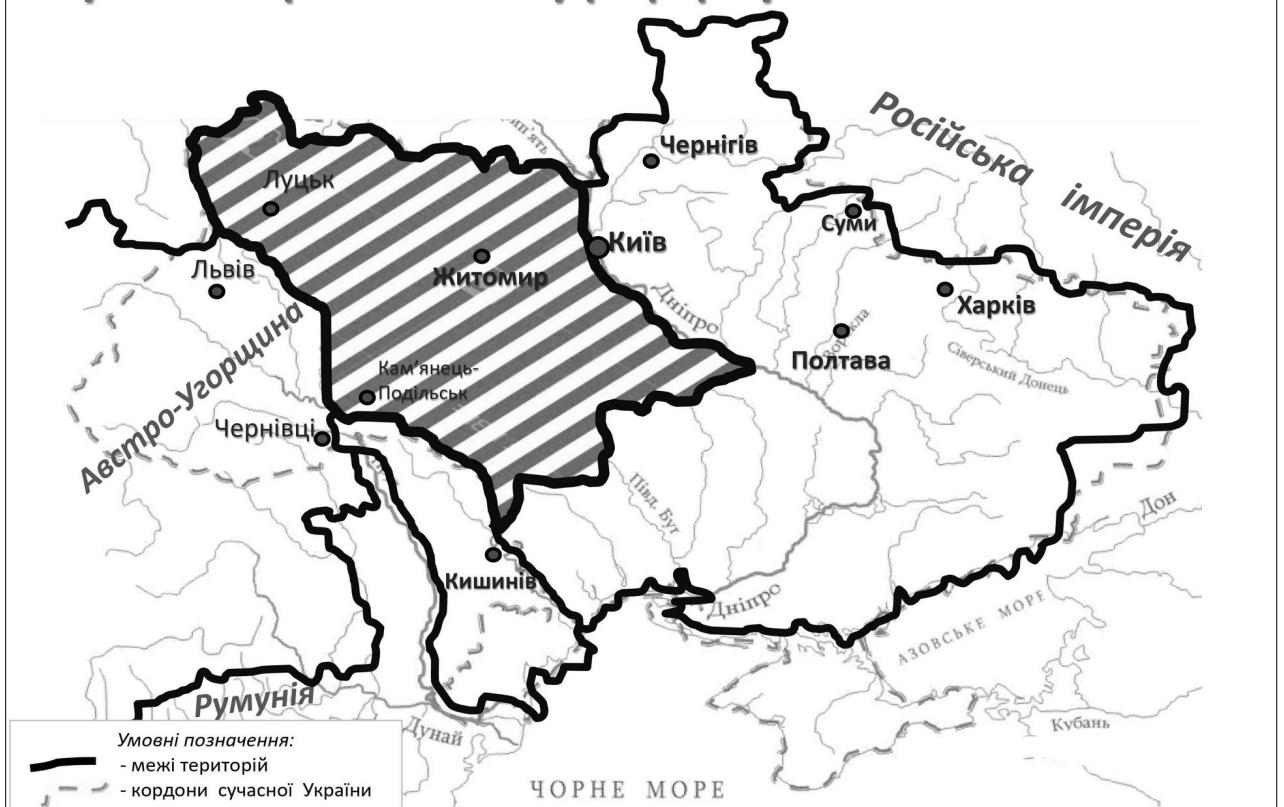 Чернігів
Російська імперія
Луцьк
Суми
Київ
Львів
Житомир
Харків
Дніпро
Ворскла
Полтава
Сіверський Донець
Австро-Угорщина
Кам'янець-
Подільськ
Чернівці
Півд. Буг
Дон
Кишинів
Дніпро
АЗОВСЬКЕ МОРЕ
Румунія
Дунай
Кубань
ЧОРНЕ МОРЕ
Умовні позначення:
- межі територій
- кордони сучасної України